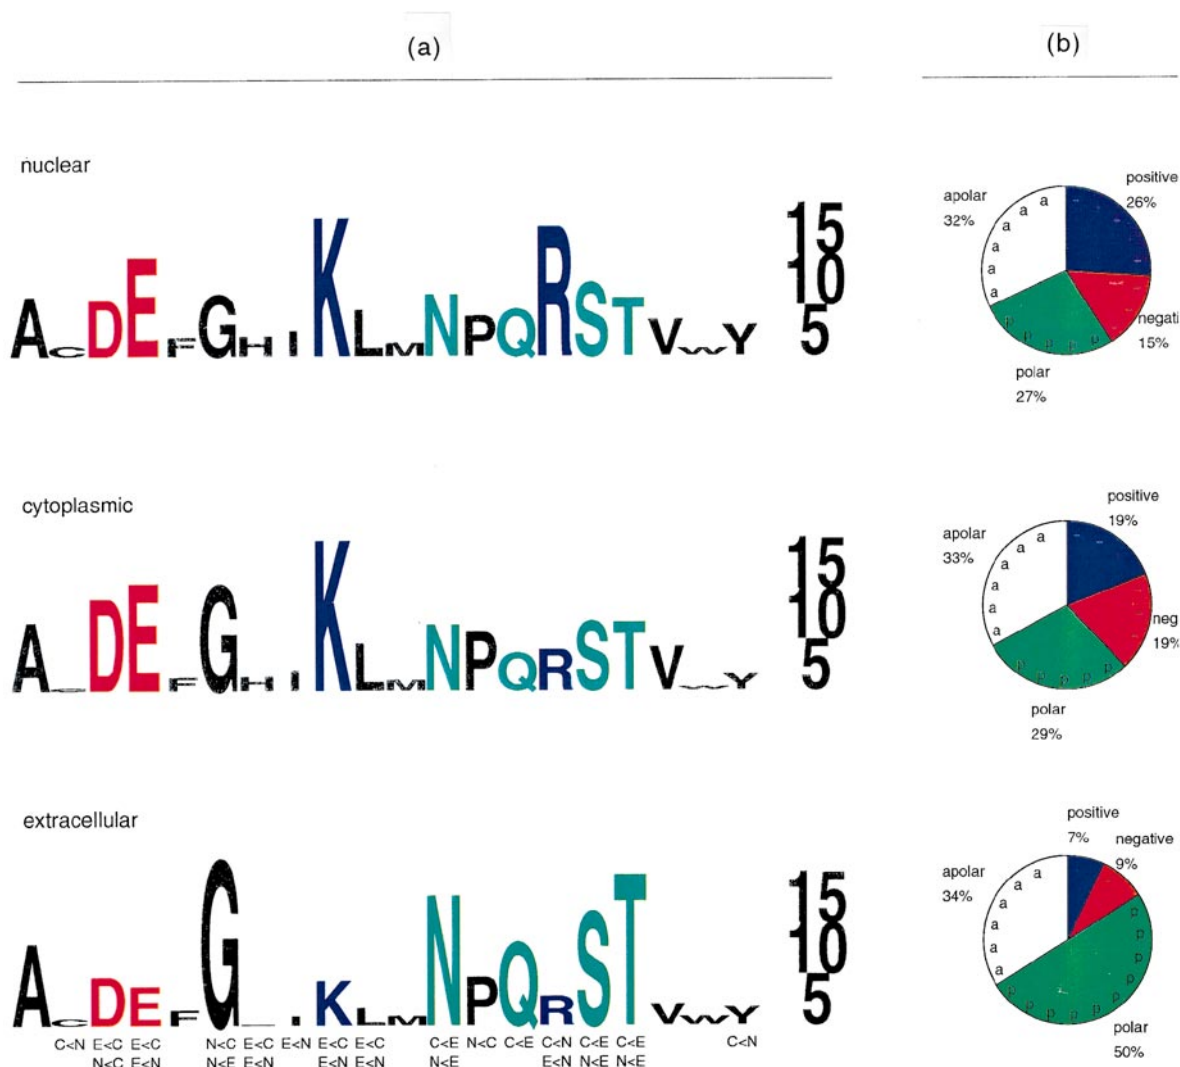 (a)
(b)
nuclear
A C D E F G H I K L M N P Q R S T V W Y
15
10
5
apolar
32%
a a a a a a a
positive
26%
negati
15%
polar
27%
p p p p p p
cytoplasmic
A C D E F G H I K L M N P Q R S T V W Y
15
10
5
apolar
33%
a a a a a a a
positive
19%
neg
19%
polar
29%
p p p p p p
extracellular
A C D E F G I K L M N P Q R S T V W Y
15
10
5
apolar
34%
a a a a a a a
positive
7%
negative
9%
polar
50%
p p p p p p p p p p p
C<N E<C E<C N<C E<C E<N E<C E<C C<E N<C C<E C<N C<E C<E C<N
N<C E<N N<E E<N E<N E<N N<E E<N N<E N<E